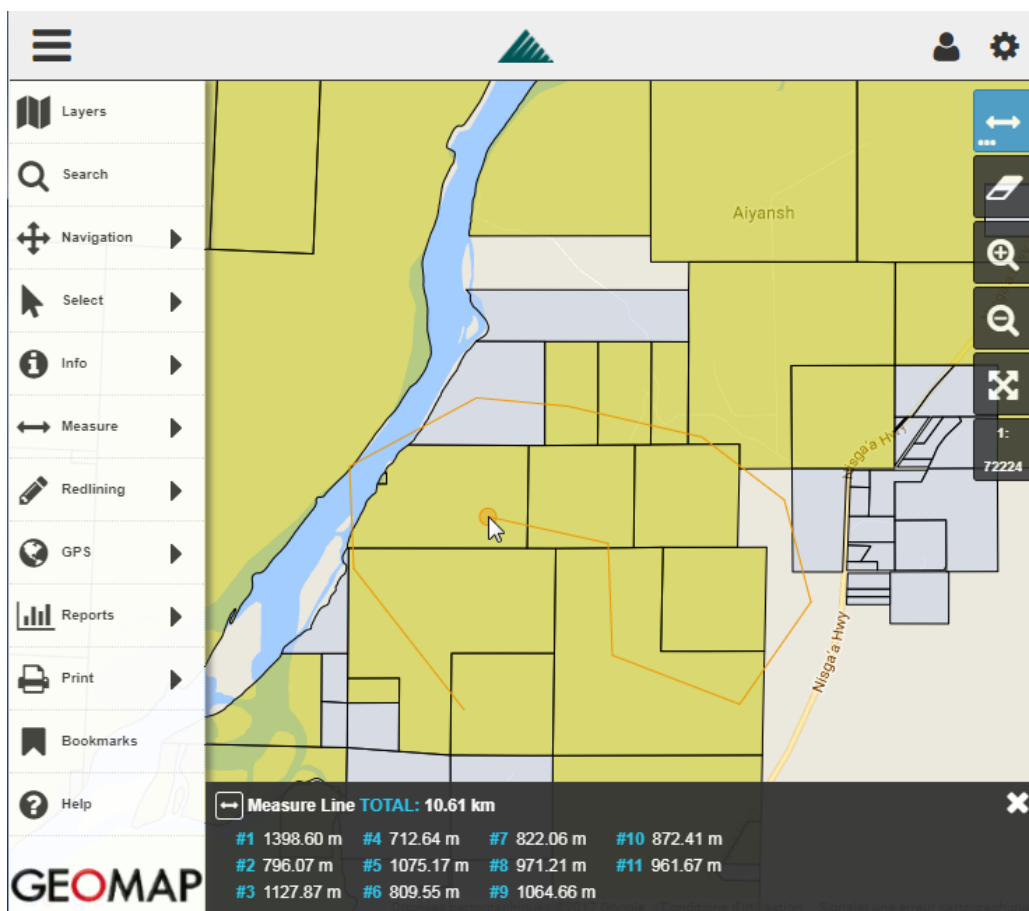 Layers
Search
Navigation
Select
Info
Measure
Redlining
GPS
Reports
Print
Bookmarks
Help
GEOMAP
Aiyansh
Nisga'a Hwy
Nisga'a Hwy
1:
72224
Measure Line TOTAL: 10.61 km
#1 1398.60 m #4 712.64 m #7 822.06 m #10 872.41 m
#2 796.07 m #5 1075.17 m #8 971.21 m #11 961.67 m
#3 1127.87 m #6 809.55 m #9 1064.66 m